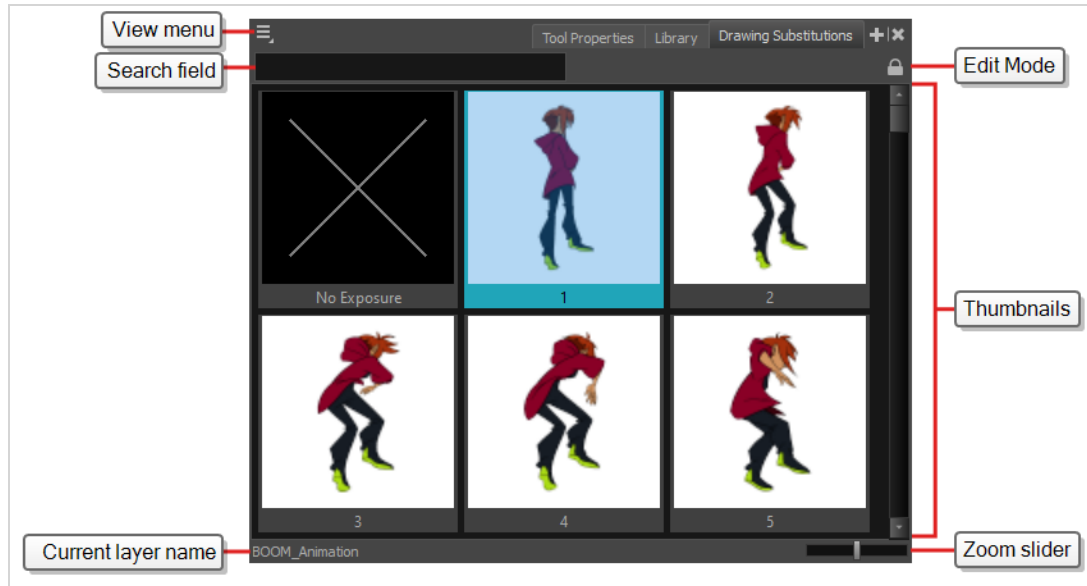 View menu
Tool Properties
Library
Drawing Substitutions
Search field
Edit Mode
No Exposure
1
2
Thumbnails
3
4
5
Current layer name
BOOM_Animation
Zoom slider